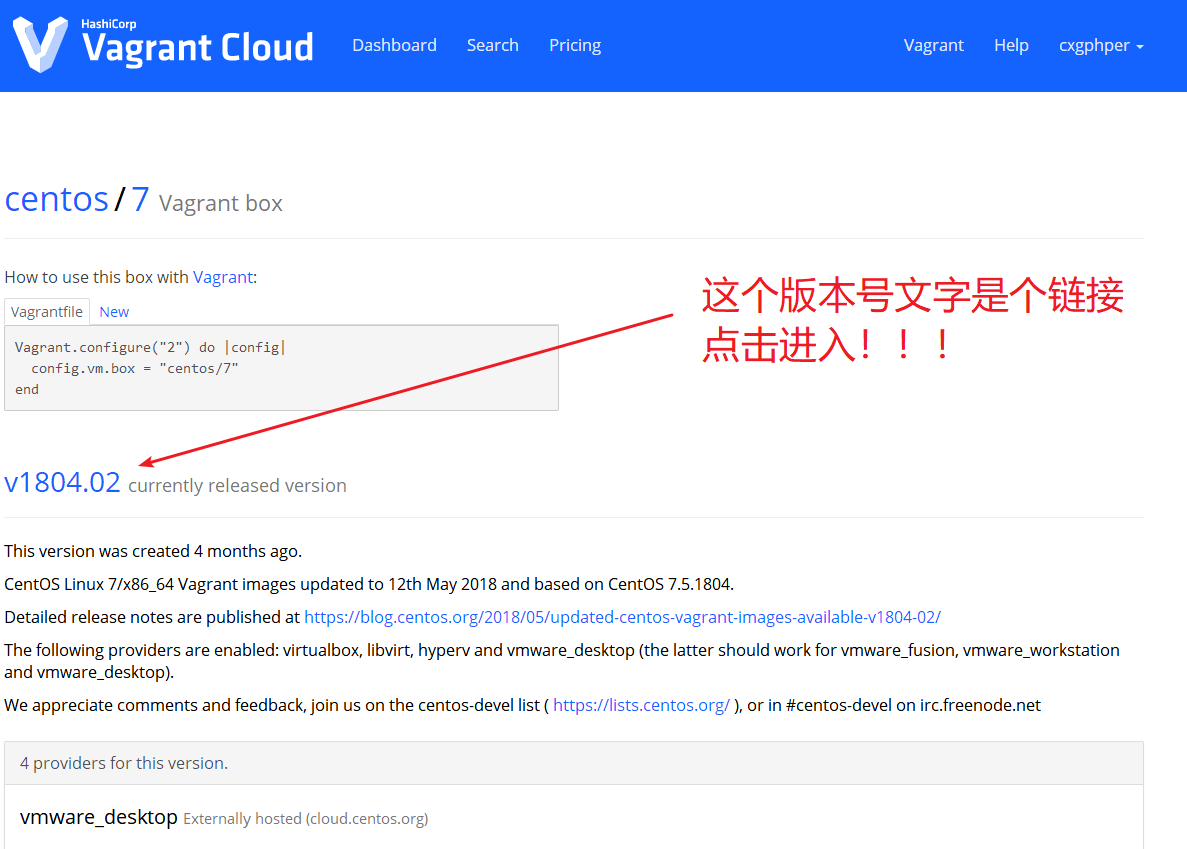 HashiCorp
Vagrant Cloud
Dashboard Search Pricing
Vagrant Help cxgphper
centos / 7 Vagrant box
How to use this box with Vagrant:
这个版本号文字是个链接
点击进入！！！
Vagrantfile New
Vagrant.configure("2") do |config|
config.vm.box = "centos/7"
end
v1804.02 currently released version
This version was created 4 months ago.
CentOS Linux 7/x86_64 Vagrant images updated to 12th May 2018 and based on CentOS 7.5.1804.
Detailed release notes are published at https://blog.centos.org/2018/05/updated-centos-vagrant-images-available-v1804-02/
The following providers are enabled: virtualbox, libvirt, hyperv and vmware_desktop (the latter should work for vmware_fusion, vmware_workstation
and vmware_desktop).
We appreciate comments and feedback, join us on the centos-devel list ( https://lists.centos.org/ ), or in #centos-devel on irc.freenode.net
4 providers for this version.
vmware_desktop Externally hosted (cloud.centos.org)